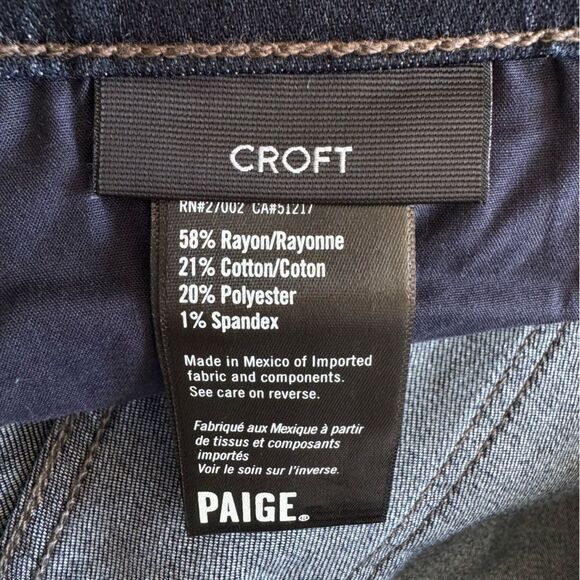 CROFT
RN#27002 CA#51217
58% Rayon/Rayonne
21% Cotton/Coton
20% Polyester
1% Spandex
Made in Mexico of Imported
fabric and components.
See care on reverse.
Fabriqué aux Mexique à partir
de tissus et composants
importés
Voir le soin sur l'inverse.
PAIGE®